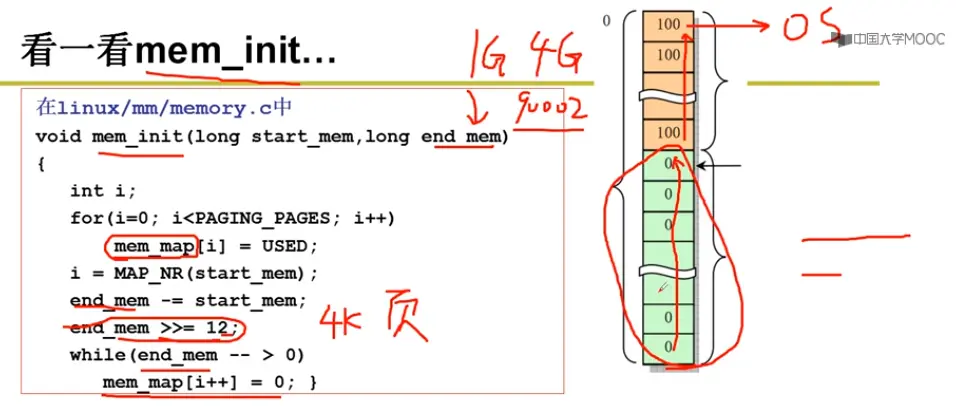 看一看mem_init…
1G 4G
90002
在linux/mm/memory.c中
void mem_init(long start_mem,long end_mem)
{
int i;
for(i=0; i<PAGING_PAGES; i++)
mem_map[i] = USED;
i = MAP_NR(start_mem);
end_mem -= start_mem;
end_mem >>= 12;
while(end_mem -- > 0)
mem_map[i++] = 0; }
4K 页
0
100
100
100
0
0
0
0
0
OS
中国大学MOOC